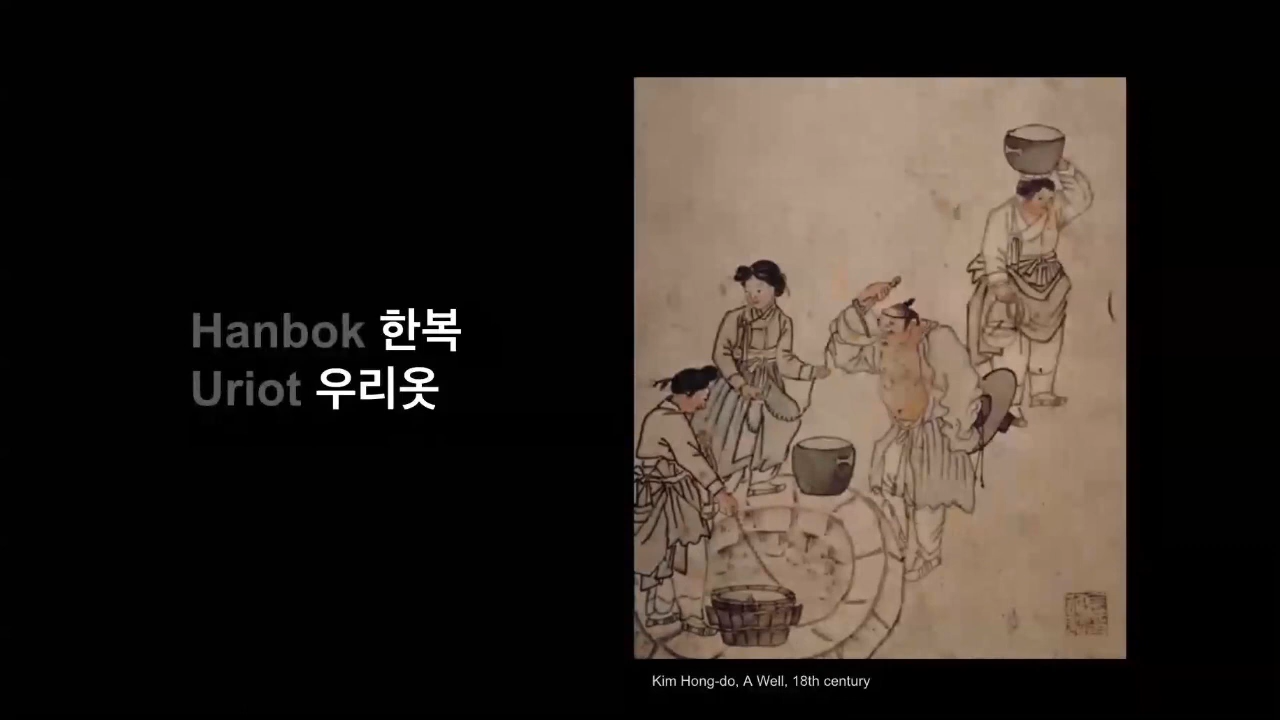 Hanbok 한복
Uriot 우리옷
Kim Hong-do, A Well, 18th century